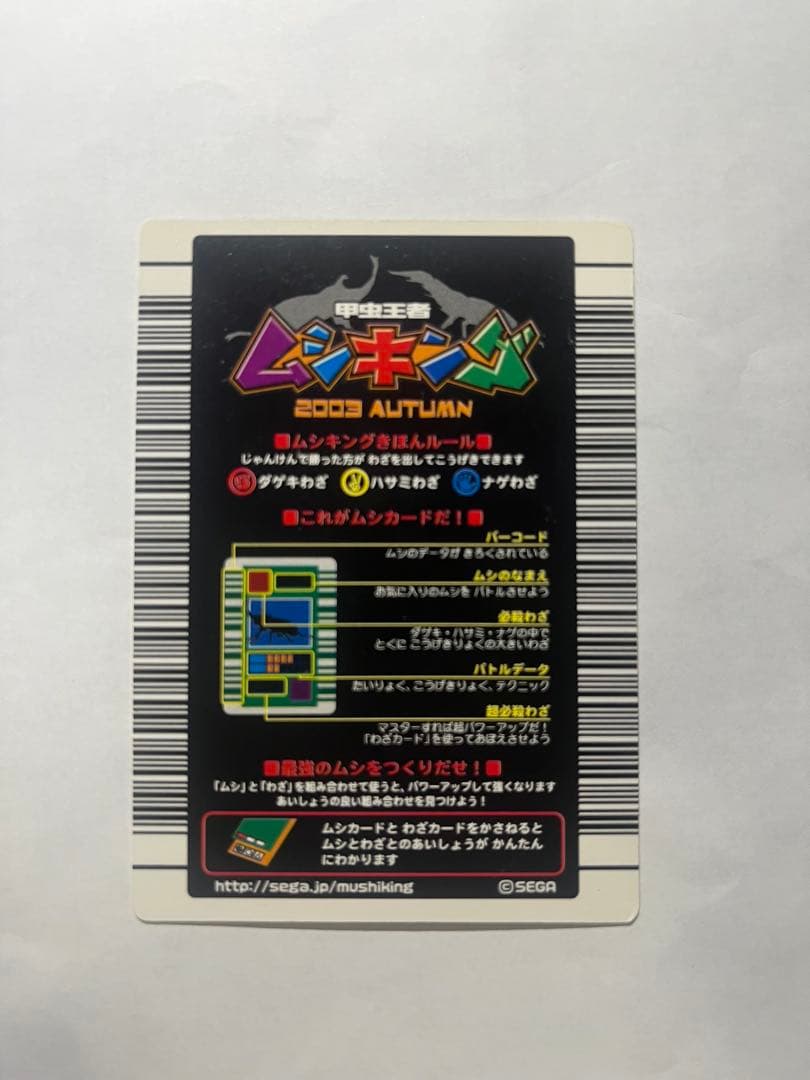 甲虫王者
ムシキング
2003 AUTUMN
■ムシキングきほんルール■
じゃんけんで勝った方が わざを出してこうげきできます
ダゲキわざ ハサミわざ ナゲわざ
■これがムシカードだ!■
バーコード
ムシのデータが きろくされている
ムシのなまえ
お気に入りのムシを バトルさせよう
必殺わざ
ダゲキ・ハサミ・ナゲの中で
とくに こうげきりょくの大きいわざ
バトルデータ
たいりょく、こうげきりょく、テクニック
超必殺わざ
マスターすれば超パワーアップだ!
「わざカード」を使っておぼえさせよう
■最強のムシをつくりだせ!■
「ムシ」と「わざ」を組み合わせて使うと、パワーアップして強くなります
あいしょうの良い組み合わせを見つけよう!
ムシカードと わざカードをかさねると
ムシとわざとのあいしょうが かんたん
にわかります
http://sega.jp/mushiking ©SEGA